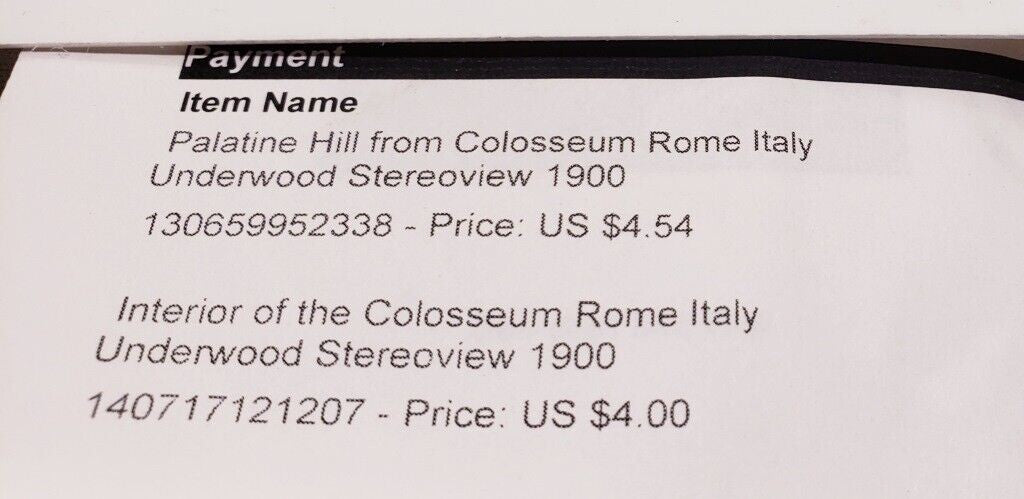 Payment
Item Name
Palatine Hill from Colosseum Rome Italy
Underwood Stereoview 1900
130659952338 - Price: US $4.54
Interior of the Colosseum Rome Italy
Underwood Stereoview 1900
140717121207 - Price: US $4.00